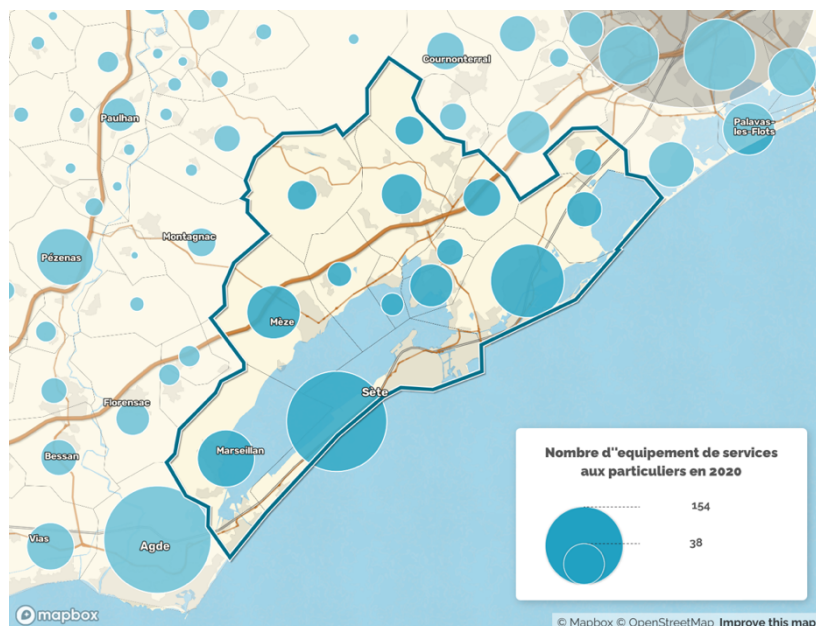 Cournonterral
Paulhan
Palavas-
les-Flots
Montagnac
Pézenas
Mèze
Sète
Florensac
Marseillan
Bessan
Vias
Agde
Nombre d''equipement de services
aux particuliers en 2020
154
38
mapbox
© Mapbox © OpenStreetMap Improve this map